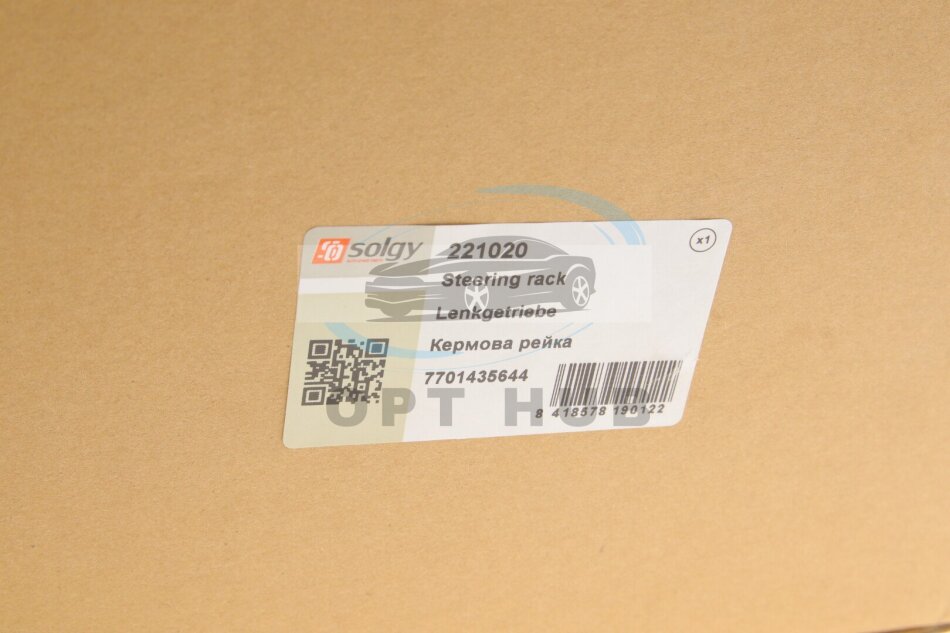 solgy
221020
x1
Steering rack
Lenkgetriebe
Кермова рейка
7701435644
8 418578 190122
OPT HUB